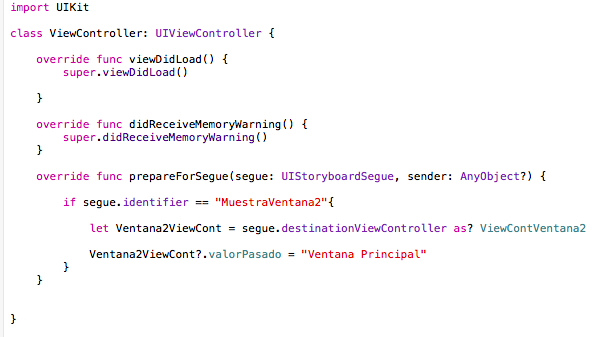 import UIKit
class ViewController: UIViewController {
override func viewDidLoad() {
super.viewDidLoad()
}
override func didReceiveMemoryWarning() {
super.didReceiveMemoryWarning()
}
override func prepareForSegue(segue: UIStoryboardSegue, sender: AnyObject?) {
if segue.identifier == "MuestraVentana2"{
let Ventana2ViewCont = segue.destinationViewController as? ViewContVentana2
Ventana2ViewCont?.valorPasado = "Ventana Principal"
}
}
}